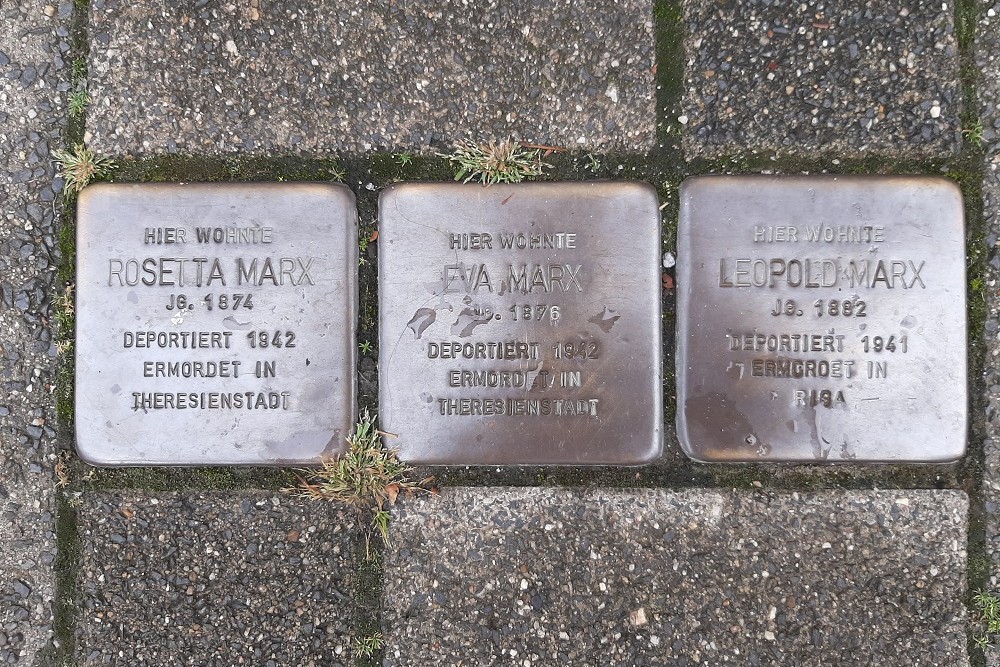 HIER WOHNTE
ROSETTA MARX
JG. 1874
DEPORTIERT 1942
ERMORDET IN
THERESIENSTADT
HIER WOHNTE
EVA MARX
JG. 1876
DEPORTIERT 1942
ERMORDET IN
THERESIENSTADT
HIER WOHNTE
LEOPOLD MARX
JG. 1892
DEPORTIERT 1941
ERMORDET IN
RIGA